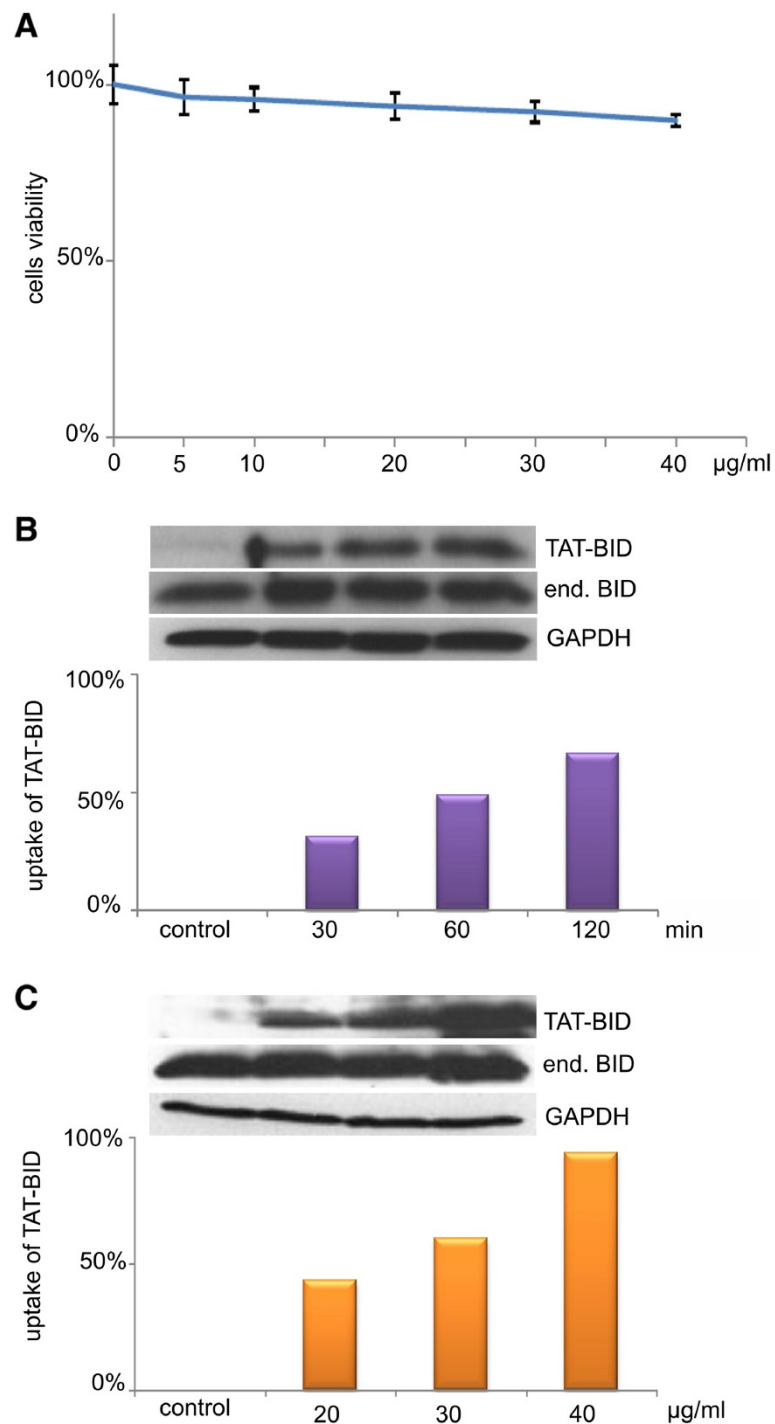 A
100%
50%
0%
cells viability
0 5 10 20 30 40 µg/ml
B
TAT-BID
end. BID
GAPDH
100%
50%
0%
uptake of TAT-BID
control 30 60 120 min
C
TAT-BID
end. BID
GAPDH
100%
50%
0%
uptake of TAT-BID
control 20 30 40 µg/ml